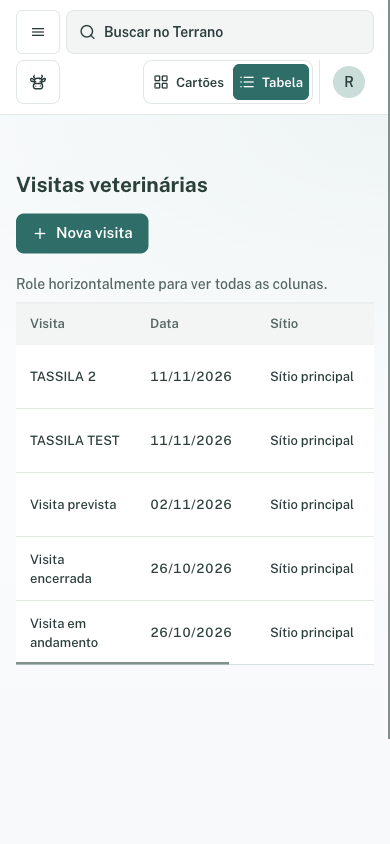 Buscar no Terrano
Cartões
Tabela
R
Visitas veterinárias
Nova visita
Role horizontalmente para ver todas as colunas.
Visita Data Sítio
TASSILA 2 11/11/2026 Sítio principal
TASSILA TEST 11/11/2026 Sítio principal
Visita prevista 02/11/2026 Sítio principal
Visita
encerrada 26/10/2026 Sítio principal
Visita em
andamento 26/10/2026 Sítio principal